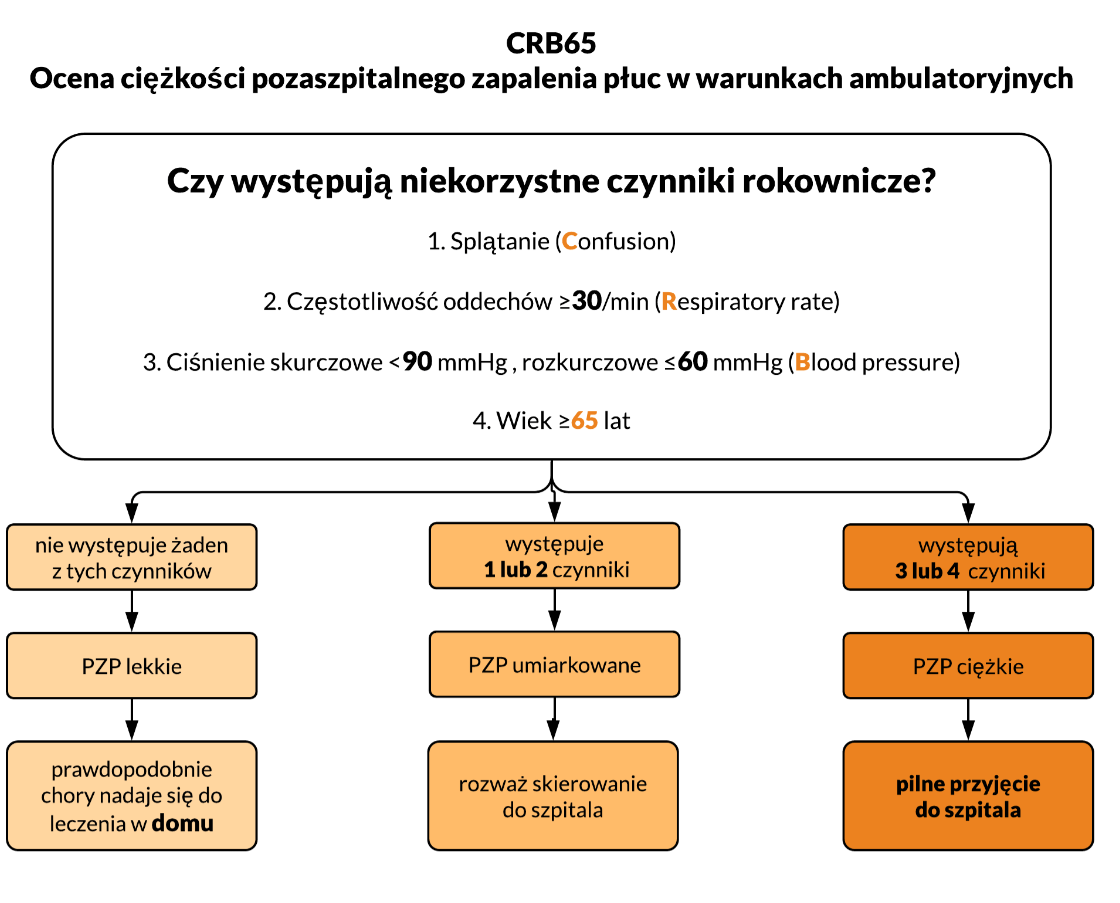 CRB65
Ocena ciężkości pozaszpitalnego zapalenia płuc w warunkach ambulatoryjnych
Czy występują niekorzystne czynniki rokownicze?
1. Splątanie (Confusion)
2. Częstotliwość oddechów ≥30/min (Respiratory rate)
3. Ciśnienie skurczowe <90 mmHg , rozkurczowe ≤60 mmHg (Blood pressure)
4. Wiek ≥65 lat
nie występuje żaden
z tych czynników
PZP lekkie
prawdopodobnie
chory nadaje się do
leczenia w domu
występuje
1 lub 2 czynniki
PZP umiarkowane
rozważ skierowanie
do szpitala
występują
3 lub 4 czynniki
PZP ciężkie
pilne przyjęcie
do szpitala